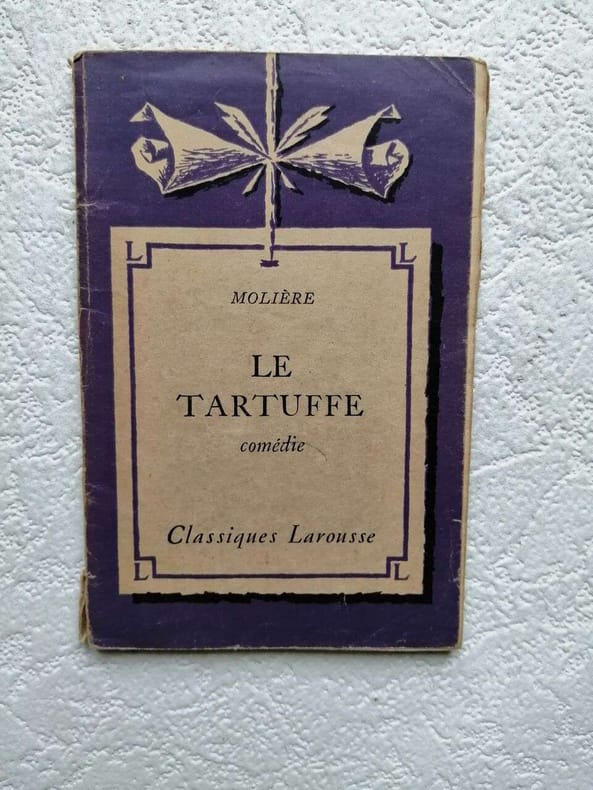 L L
MOLIÈRE
LE
TARTUFFE
comédie
Classiques Larousse
L L